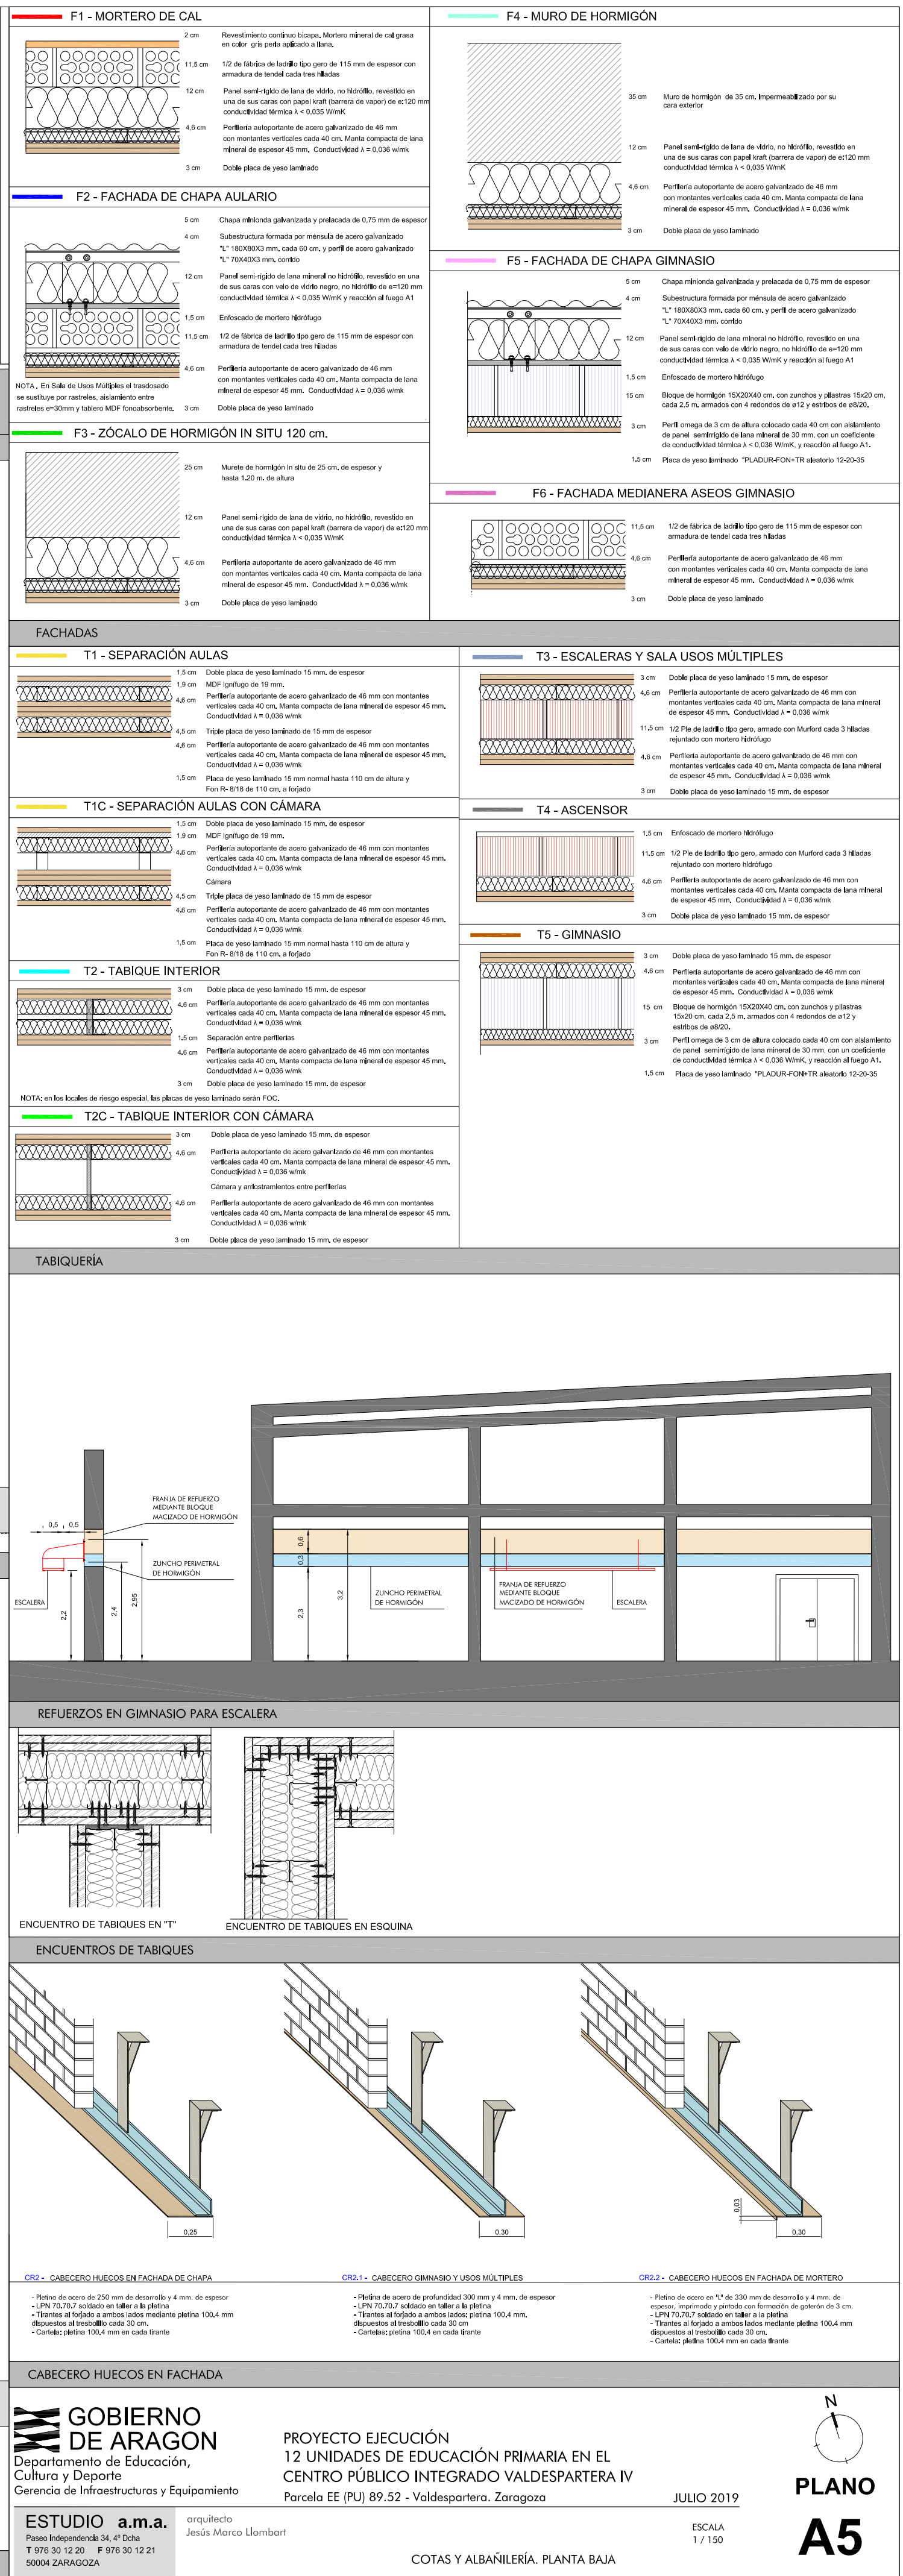 F1 - MORTERO DE CAL
2 cm Revestimiento continuo bicapa, Mortero mineral de cal grasa
en color gris perla aplicado a llana.
11,5 cm 1/2 de fábrica de ladrillo tipo gero de 115 mm de espesor con
armadura de tendel cada tres hiladas
12 cm Panel semi-rígido de lana de vidrio, no hidrófilo, revestido en
una de sus caras con papel kraft (barrera de vapor) de e:120 mm
conductividad térmica λ < 0,035 W/mK
4,6 cm Perfilería autoportante de acero galvanizado de 46 mm
con montantes verticales cada 40 cm. Manta compacta de lana
mineral de espesor 45 mm. Conductividad λ = 0,036 w/mk
3 cm Doble placa de yeso laminado
F2 - FACHADA DE CHAPA AULARIO
5 cm Chapa minionda galvanizada y prelacada de 0,75 mm de espesor
4 cm Subestructura formada por ménsula de acero galvanizado
"L" 180X80X3 mm, cada 60 cm, y perfil de acero galvanizado
"L" 70X40X3 mm. corrido
12 cm Panel semi-rígido de lana mineral no hidrófilo, revestido en una
de sus caras con velo de vidrio negro, no hidrófilo de e=120 mm
conductividad térmica λ < 0,035 W/mK y reacción al fuego A1
1,5 cm Enfoscado de mortero hidrófugo
11,5 cm 1/2 de fábrica de ladrillo tipo gero de 115 mm de espesor con
armadura de tendel cada tres hiladas
4,6 cm Perfilería autoportante de acero galvanizado de 46 mm
con montantes verticales cada 40 cm. Manta compacta de lana
mineral de espesor 45 mm. Conductividad λ = 0,036 w/mk
3 cm Doble placa de yeso laminado
NOTA . En Sala de Usos Múltiples el trasdosado
se sustituye por rastreles, aislamiento entre
rastreles e=30mm y tablero MDF fonoabsorbente.
F3 - ZÓCALO DE HORMIGÓN IN SITU 120 cm.
25 cm Murete de hormigón in situ de 25 cm, de espesor y
hasta 1.20 m. de altura
12 cm Panel semi-rígido de lana de vidrio, no hidrófilo, revestido en
una de sus caras con papel kraft (barrera de vapor) de e:120 mm
conductividad térmica λ < 0,035 W/mK
4,6 cm Perfilería autoportante de acero galvanizado de 46 mm
con montantes verticales cada 40 cm. Manta compacta de lana
mineral de espesor 45 mm. Conductividad λ = 0,036 w/mk
3 cm Doble placa de yeso laminado
F4 - MURO DE HORMIGÓN
35 cm Muro de hormigón de 35 cm, Impermeabilizado por su
cara exterior
12 cm Panel semi-rígido de lana de vidrio, no hidrófilo, revestido en
una de sus caras con papel kraft (barrera de vapor) de e:120 mm
conductividad térmica λ < 0,035 W/mK
4,6 cm Perfilería autoportante de acero galvanizado de 46 mm
con montantes verticales cada 40 cm. Manta compacta de lana
mineral de espesor 45 mm. Conductividad λ = 0,036 w/mk
3 cm Doble placa de yeso laminado
F5 - FACHADA DE CHAPA GIMNASIO
5 cm Chapa minionda galvanizada y prelacada de 0,75 mm de espesor
4 cm Subestructura formada por ménsula de acero galvanizado
"L" 180X80X3 mm. cada 60 cm. y perfil de acero galvanizado
"L" 70X40X3 mm. corrido
12 cm Panel semi-rígido de lana mineral no hidrófilo, revestido en una
de sus caras con velo de vidrio negro, no hidrófilo de e=120 mm
conductividad térmica λ < 0,035 W/mK y reacción al fuego A1
1,5 cm Enfoscado de mortero hidrófugo
15 cm Bloque de hormigón 15X20X40 cm, con zunchos y pilastras 15x20 cm,
cada 2,5 m, armados con 4 redondos de ø12 y estribos de ø8/20.
3 cm Perfil omega de 3 cm de altura colocado cada 40 cm con aislamiento
de panel semirrígido de lana mineral de 30 mm, con un coeficiente
de conductividad térmica λ < 0,036 W/mK, y reacción al fuego A1.
1.5 cm Placa de yeso laminado "PLADUR-FON+TR aleatorio 12-20-35
F6 - FACHADA MEDIANERA ASEOS GIMNASIO
11,5 cm 1/2 de fábrica de ladrillo tipo gero de 115 mm de espesor con
armadura de tendel cada tres hiladas
4,6 cm Perfilería autoportante de acero galvanizado de 46 mm
con montantes verticales cada 40 cm. Manta compacta de lana
mineral de espesor 45 mm. Conductividad λ = 0,036 w/mk
3 cm Doble placa de yeso laminado
FACHADAS
T1 - SEPARACIÓN AULAS
1,5 cm Doble placa de yeso laminado 15 mm. de espesor
1,9 cm MDF Ignífugo de 19 mm.
4,6 cm Perfilería autoportante de acero galvanizado de 46 mm con montantes
verticales cada 40 cm. Manta compacta de lana mineral de espesor 45 mm.
Conductividad λ = 0,036 w/mk
4,5 cm Triple placa de yeso laminado de 15 mm de espesor
4,6 cm Perfilería autoportante de acero galvanizado de 46 mm con montantes
verticales cada 40 cm. Manta compacta de lana mineral de espesor 45 mm.
Conductividad λ = 0,036 w/mk
1,5 cm Placa de yeso laminado 15 mm normal hasta 110 cm de altura y
Fon R- 8/18 de 110 cm. a forjado
T1C - SEPARACIÓN AULAS CON CÁMARA
1,5 cm Doble placa de yeso laminado 15 mm. de espesor
1,9 cm MDF Ignífugo de 19 mm.
4,6 cm Perfilería autoportante de acero galvanizado de 46 mm con montantes
verticales cada 40 cm. Manta compacta de lana mineral de espesor 45 mm.
Conductividad λ = 0,036 w/mk
Cámara
4,5 cm Triple placa de yeso laminado de 15 mm de espesor
4,6 cm Perfilería autoportante de acero galvanizado de 46 mm con montantes
verticales cada 40 cm. Manta compacta de lana mineral de espesor 45 mm.
Conductividad λ = 0,036 w/mk
1,5 cm Placa de yeso laminado 15 mm normal hasta 110 cm de altura y
Fon R- 8/18 de 110 cm. a forjado
T2 - TABIQUE INTERIOR
3 cm Doble placa de yeso laminado 15 mm. de espesor
4,6 cm Perfilería autoportante de acero galvanizado de 46 mm con montantes
verticales cada 40 cm. Manta compacta de lana mineral de espesor 45 mm.
Conductividad λ = 0,036 w/mk
1,5 cm Separación entre perfilerías
4,6 cm Perfilería autoportante de acero galvanizado de 46 mm con montantes
verticales cada 40 cm. Manta compacta de lana mineral de espesor 45 mm.
Conductividad λ = 0,036 w/mk
3 cm Doble placa de yeso laminado 15 mm. de espesor
NOTA: en los locales de riesgo especial, las placas de yeso laminado serán FOC.
T2C - TABIQUE INTERIOR CON CÁMARA
3 cm Doble placa de yeso laminado 15 mm, de espesor
4,6 cm Perfilería autoportante de acero galvanizado de 46 mm con montantes
verticales cada 40 cm. Manta compacta de lana mineral de espesor 45 mm.
Conductividad λ = 0,036 w/mk
Cámara y arriostramientos entre perfilerías
4,6 cm Perfilería autoportante de acero galvanizado de 46 mm con montantes
verticales cada 40 cm. Manta compacta de lana mineral de espesor 45 mm.
Conductividad λ = 0,036 w/mk
3 cm Doble placa de yeso laminado 15 mm, de espesor
T3 - ESCALERAS Y SALA USOS MÚLTIPLES
3 cm Doble placa de yeso laminado 15 mm. de espesor
4,6 cm Perfilería autoportante de acero galvanizado de 46 mm con
montantes verticales cada 40 cm. Manta compacta de lana mineral
de espesor 45 mm. Conductividad λ = 0,036 w/mk
11,5 cm 1/2 Pie de ladrillo tipo gero, armado con Murford cada 3 hiladas
rejuntado con mortero hidrófugo
4,6 cm Perfilería autoportante de acero galvanizado de 46 mm con
montantes verticales cada 40 cm. Manta compacta de lana mineral
de espesor 45 mm. Conductividad λ = 0,036 w/mk
3 cm Doble placa de yeso laminado 15 mm, de espesor
T4 - ASCENSOR
1,5 cm Enfoscado de mortero hidrófugo
11,5 cm 1/2 Pie de ladrillo tipo gero, armado con Murford cada 3 hiladas
rejuntado con mortero hidrófugo
4,6 cm Perfilería autoportante de acero galvanizado de 46 mm con
montantes verticales cada 40 cm. Manta compacta de lana mineral
de espesor 45 mm. Conductividad λ = 0,036 w/mk
3 cm Doble placa de yeso laminado 15 mm. de espesor
T5 - GIMNASIO
3 cm Doble placa de yeso laminado 15 mm. de espesor
4,6 cm Perfilería autoportante de acero galvanizado de 46 mm con
montantes verticales cada 40 cm. Manta compacta de lana mineral
de espesor 45 mm. Conductividad λ = 0,036 w/mk
15 cm Bloque de hormigón 15X20X40 cm, con zunchos y pilastras
15x20 cm, cada 2,5 m, armados con 4 redondos de ø12 y
estribos de ø8/20.
3 cm Perfil omega de 3 cm de altura colocado cada 40 cm con aislamiento
de panel semirrígido de lana mineral de 30 mm, con un coeficiente
de conductividad térmica λ < 0,036 W/mK, y reacción al fuego A1.
1,5 cm Placa de yeso laminado "PLADUR-FON+TR aleatorio 12-20-35
TABIQUERÍA
FRANJA DE REFUERZO
MEDIANTE BLOQUE
MACIZADO DE HORMIGÓN
0,5 0,5
ZUNCHO PERIMETRAL
DE HORMIGÓN
ESCALERA
2,2
2,4
2,95
0,6
0,3
2,3
3,2
ZUNCHO PERIMETRAL
DE HORMIGÓN
FRANJA DE REFUERZO
MEDIANTE BLOQUE
MACIZADO DE HORMIGÓN
ESCALERA
REFUERZOS EN GIMNASIO PARA ESCALERA
ENCUENTRO DE TABIQUES EN "T"
ENCUENTRO DE TABIQUES EN ESQUINA
ENCUENTROS DE TABIQUES
0,25
0,30
0,03
0,30
CR2 - CABECERO HUECOS EN FACHADA DE CHAPA
- Pletina de acero de 250 mm de desarrollo y 4 mm. de espesor
- LPN 70.70.7 soldado en taller a la pletina
- Tirantes al forjado a ambos lados mediante pletina 100.4 mm
dispuestos al tresbolillo cada 30 cm.
- Cartela: pletina 100.4 mm en cada tirante
CR2.1 - CABECERO GIMNASIO Y USOS MÚLTIPLES
- Pletina de acero de profundidad 300 mm y 4 mm. de espesor
- LPN 70.70.7 soldado en taller a la pletina
- Tirantes al forjado a ambos lados: pletina 100.4 mm.
dispuestos al tresbolillo cada 30 cm
- Cartelas: pletina 100.4 en cada tirante
CR2.2 - CABECERO HUECOS EN FACHADA DE MORTERO
- Pletina de acero en "L" de 330 mm de desarrollo y 4 mm. de
espesor, imprimada y pintada con formación de goterón de 3 cm.
- LPN 70.70.7 soldado en taller a la pletina
- Tirantes al forjado a ambos lados mediante pletina 100.4 mm
dispuestos al tresbolillo cada 30 cm.
- Cartela: pletina 100.4 mm en cada tirante
CABECERO HUECOS EN FACHADA
GOBIERNO
DE ARAGON
Departamento de Educación,
Cultura y Deporte
Gerencia de Infraestructuras y Equipamiento
PROYECTO EJECUCIÓN
12 UNIDADES DE EDUCACIÓN PRIMARIA EN EL
CENTRO PÚBLICO INTEGRADO VALDESPARTERA IV
Parcela EE (PU) 89.52 - Valdespartera. Zaragoza
JULIO 2019
N
PLANO
A5
ESTUDIO a.m.a.
Paseo Independencia 34, 4º Dcha
T 976 30 12 20 F 976 30 12 21
50004 ZARAGOZA
arquitecto
Jesús Marco Llombart
ESCALA
1 / 150
COTAS Y ALBAÑILERÍA. PLANTA BAJA